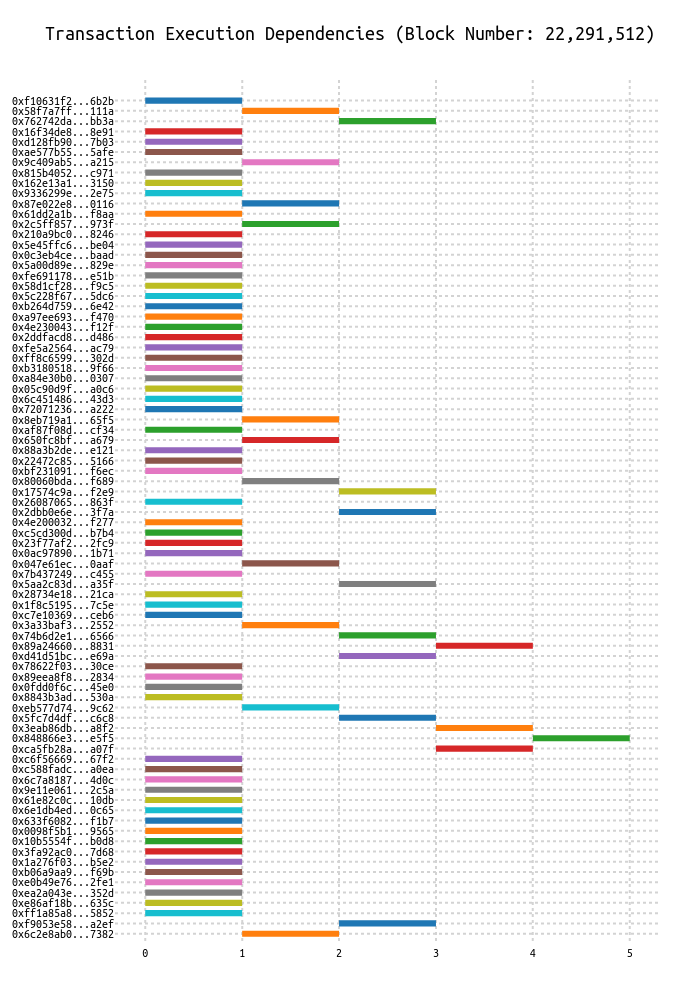 Transaction Execution Dependencies (Block Number: 22,291,512)
0xf10631f2...6b2b
0x58f7a7ff...111a
0x762742da...bb3a
0x16f34de8...8e91
0xd128fb90...7b03
0xae577b55...5afe
0x9c409ab5...a215
0x815b4052...c971
0x162e13a1...3150
0x9336299e...2e75
0x87e022e8...0116
0x61dd2a1b...f8aa
0x2c5ff857...973f
0x210a9bc0...8246
0x5e45ffc6...be04
0x0c3eb4ce...baad
0x5a00d89e...829e
0xfe691178...e51b
0x58d1cf28...f9c5
0x5c228f67...5dc6
0xb264d759...6e42
0xa97ee693...f470
0x4e230043...f12f
0x2ddfacd8...d486
0xfe5a2564...ac79
0xff8c6599...302d
0xb3180518...9f66
0xa84e30b0...0307
0x05c90d9f...a0c6
0x6c451486...43d3
0x72071236...a222
0x8eb719a1...65f5
0xaf87f08d...cf34
0x650fc8bf...a679
0x88a3b2de...e121
0x22472c85...5166
0xbf231091...f6ec
0x80060bda...f689
0x17574c9a...f2e9
0x26087065...863f
0x2dbb0e6e...3f7a
0x4e200032...f277
0xc5cd300d...b7b4
0x23f77af2...2fc9
0x0ac97890...1b71
0x047e61ec...0aaf
0x7b437249...c455
0x5aa2c83d...a35f
0x28734e18...21ca
0x1f8c5195...7c5e
0xc7e10369...ceb6
0x3a33baf3...2552
0x74b6d2e1...6566
0x89a24660...8831
0xd41d51bc...e69a
0x78622f03...30ce
0x89eea8f8...2834
0x0fdd0f6c...45e0
0x8843b3ad...530a
0xeb577d74...9c62
0x5fc7d4df...c6c8
0x3eab86db...a8f2
0x848866e3...e5f5
0xca5fb28a...a07f
0xc6f56669...67f2
0xc588fadc...a0ea
0x6c7a8187...4d0c
0x9e11e061...2c5a
0x61e82c0c...10db
0x6e1db4ed...0c65
0x633f6082...f1b7
0x0098f5b1...9565
0x10b5554f...b0d8
0x3fa92ac0...7d68
0x1a276f03...b5e2
0xb06a9aa9...f69b
0xe0b49e76...2fe1
0xea2a043e...352d
0xe86af18b...635c
0xff1a85a8...5852
0xf9053e58...a2ef
0x6c2e8ab0...7382
0 1 2 3 4 5